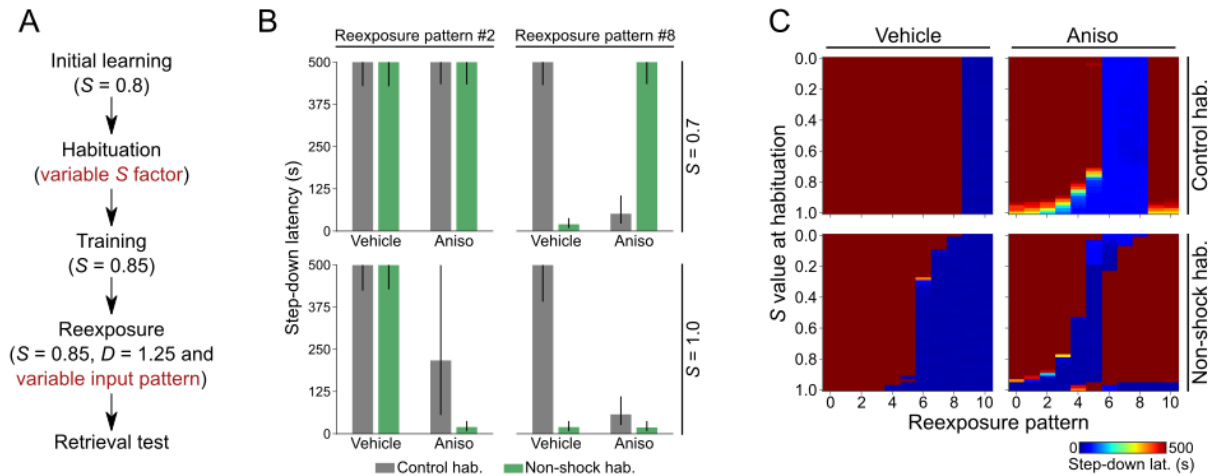 A
Initial learning
(S = 0.8)
Habituation
(variable S factor)
Training
(S = 0.85)
Reexposure
(S = 0.85, D = 1.25 and
variable input pattern)
Retrieval test
B
Reexposure pattern #2
Reexposure pattern #8
Step-down latency (s)
500
375
250
125
0
Vehicle
Aniso
Vehicle
Aniso
S = 0.7
500
375
250
125
0
Vehicle
Aniso
Vehicle
Aniso
S = 1.0
Control hab.
Non-shock hab.
C
Vehicle
Aniso
S value at habituation
0.0
0.2
0.4
0.6
0.8
1.0
Control hab.
0.0
0.2
0.4
0.6
0.8
1.0
Non-shock hab.
0 2 4 6 8 10
0 2 4 6 8 10
Reexposure pattern
0
500
Step-down lat. (s)